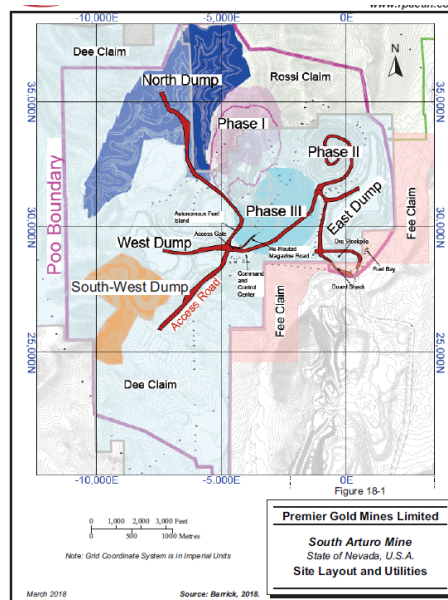 -10,000E
-5,000E
0E
Dee Claim
North Dump
Rossi Claim
N
35,000N
35,000N
Phase I
Phase II
Poo Boundary
Phase III
East Dump
Fee Claim
Autonomous Fuel
Island
Access Gate
30,000N
30,000N
West Dump
Re-Routed
Magazine Road
Ore Stockpile
Fuel Bay
Guard Shack
Command
and
Control
Center
South-West Dump
Access Road
Fee Claim
25,000N
25,000N
Dee Claim
-10,000E
-5,000E
0E
Figure 18-1
0 1,000 2,000 3,000 Feet
0 500 1000 Metres
Note: Grid Coordinate System is in Imperial Units
Premier Gold Mines Limited
South Arturo Mine
State of Nevada, U.S.A.
Site Layout and Utilities
March 2018
Source: Barrick, 2018.